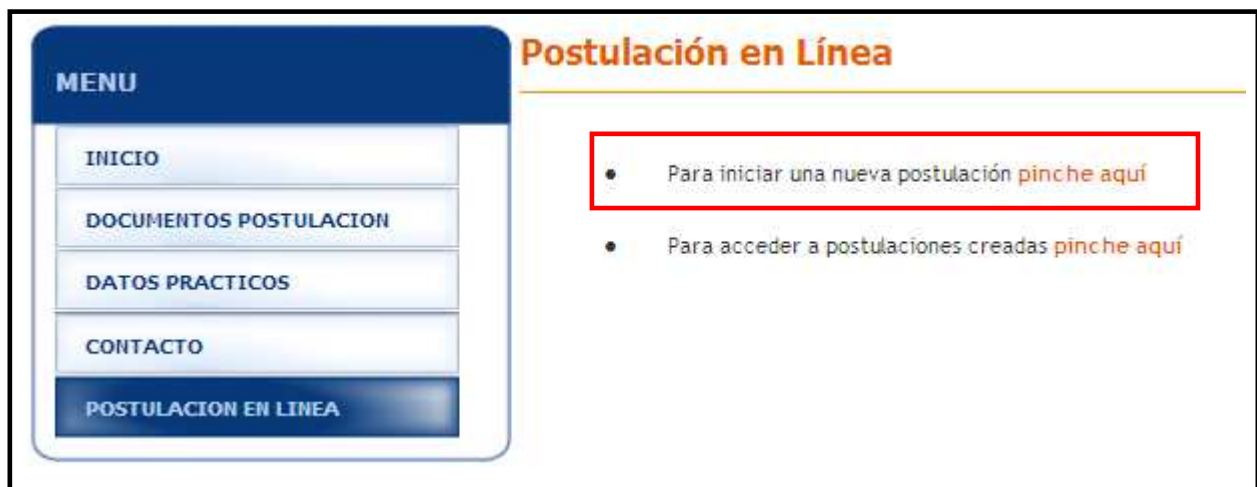 MENU
INICIO
DOCUMENTOS POSTULACION
DATOS PRACTICOS
CONTACTO
POSTULACION EN LINEA
Postulación en Línea
• Para iniciar una nueva postulación pinche aquí
• Para acceder a postulaciones creadas pinche aquí